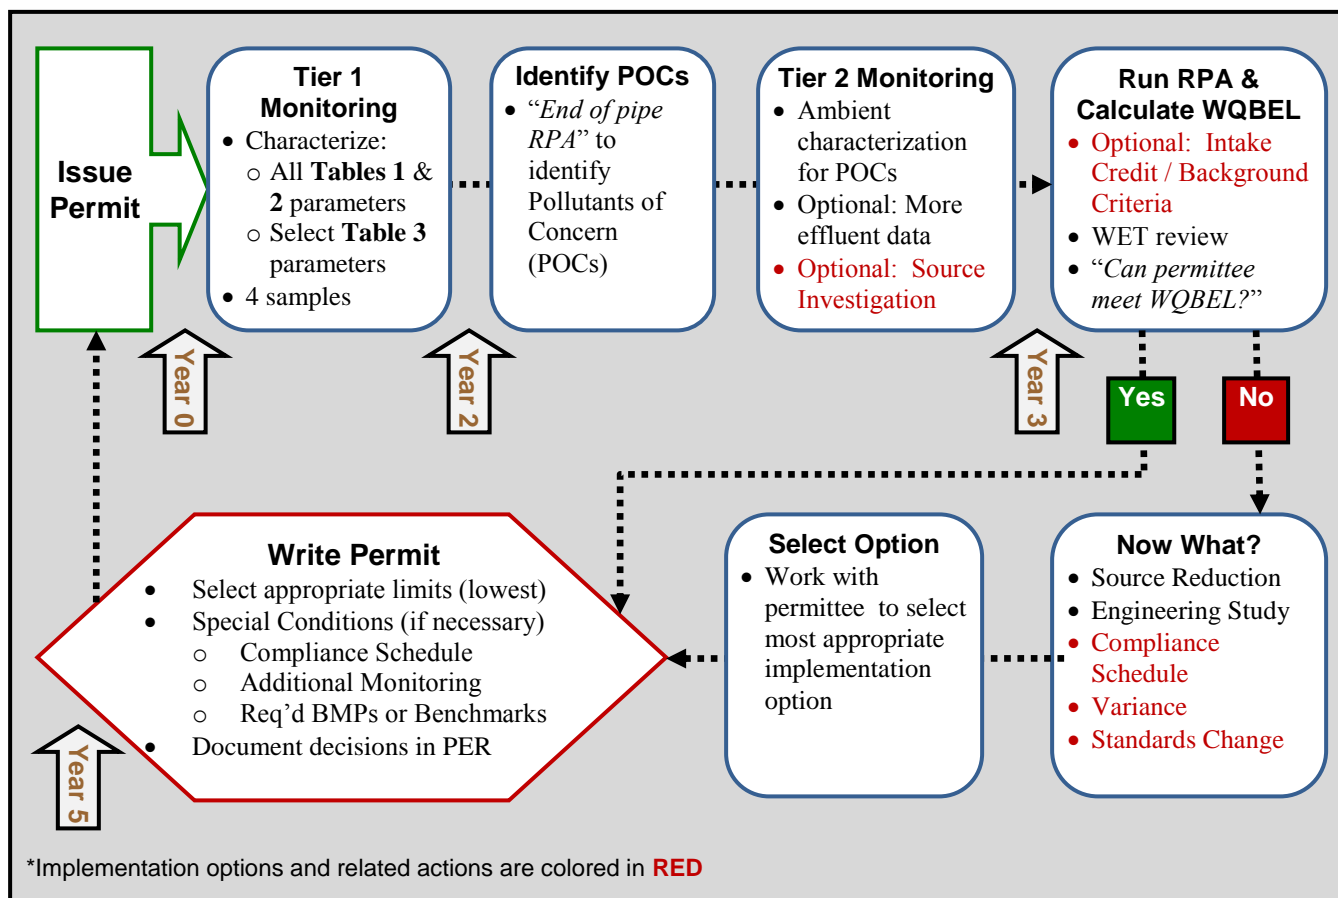 Issue
Permit
Tier 1
Monitoring
• Characterize:
o All Tables 1 &
2 parameters
o Select Table 3
parameters
• 4 samples
Identify POCs
• "End of pipe
RPA" to
identify
Pollutants of
Concern
(POCs)
Tier 2 Monitoring
• Ambient
characterization
for POCs
• Optional: More
effluent data
• Optional: Source
Investigation
Run RPA &
Calculate WQBEL
• Optional: Intake
Credit / Background
Criteria
• WET review
• "Can permittee
meet WQBEL?"
Year 0
Year 2
Year 3
Yes
No
Write Permit
• Select appropriate limits (lowest)
• Special Conditions (if necessary)
o Compliance Schedule
o Additional Monitoring
o Req'd BMPs or Benchmarks
• Document decisions in PER
Select Option
• Work with
permittee to select
most appropriate
implementation
option
Now What?
• Source Reduction
• Engineering Study
• Compliance
Schedule
• Variance
• Standards Change
Year 5
*Implementation options and related actions are colored in RED